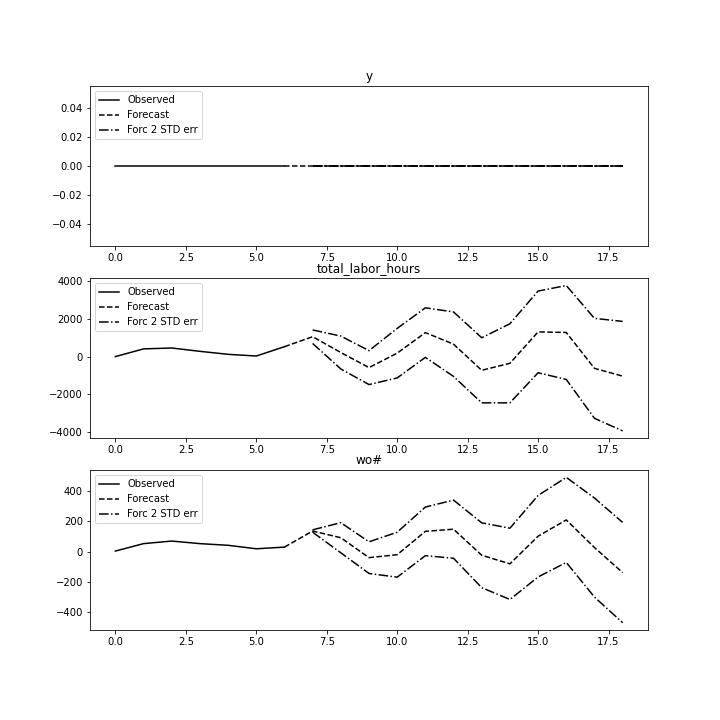 y
0.04
0.02
0.00
−0.02
−0.04
Observed
Forecast
Forc 2 STD err
0.0 2.5 5.0 7.5 10.0 12.5 15.0 17.5
total_labor_hours
4000
2000
0
−2000
−4000
Observed
Forecast
Forc 2 STD err
0.0 2.5 5.0 7.5 10.0 12.5 15.0 17.5
wo#
400
200
0
−200
−400
Observed
Forecast
Forc 2 STD err
0.0 2.5 5.0 7.5 10.0 12.5 15.0 17.5